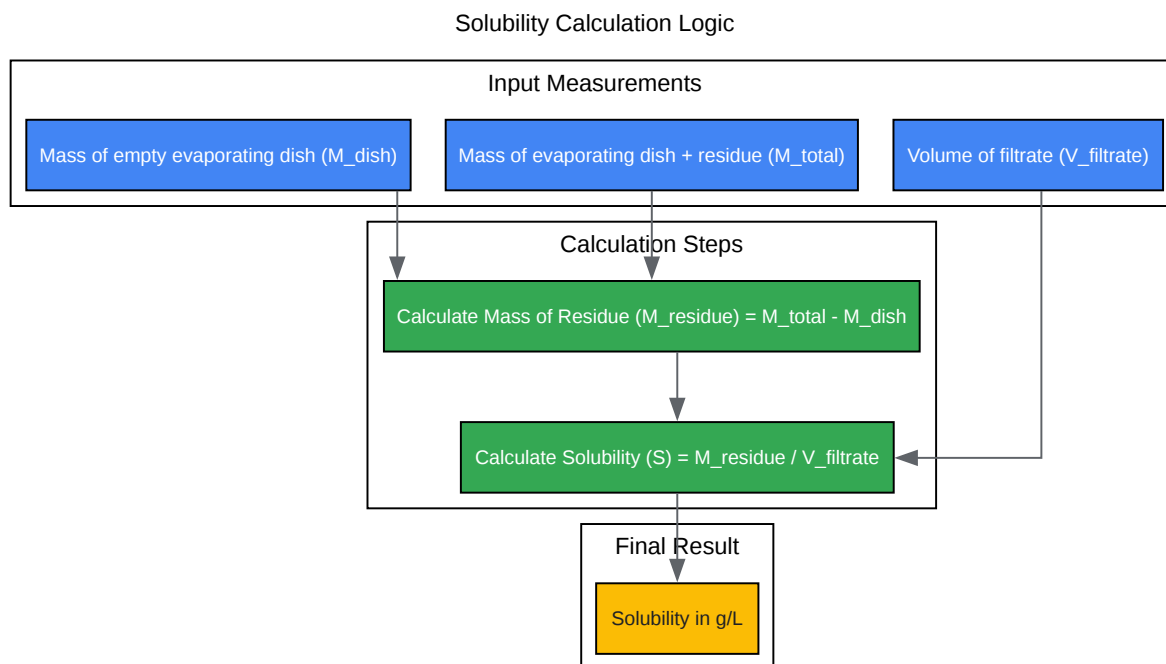 Solubility Calculation Logic
Input Measurements
Mass of empty evaporating dish (M_dish)
Mass of evaporating dish + residue (M_total)
Volume of filtrate (V_filtrate)
Calculation Steps
Calculate Mass of Residue (M_residue) = M_total - M_dish
Calculate Solubility (S) = M_residue / V_filtrate
Final Result
Solubility in g/L